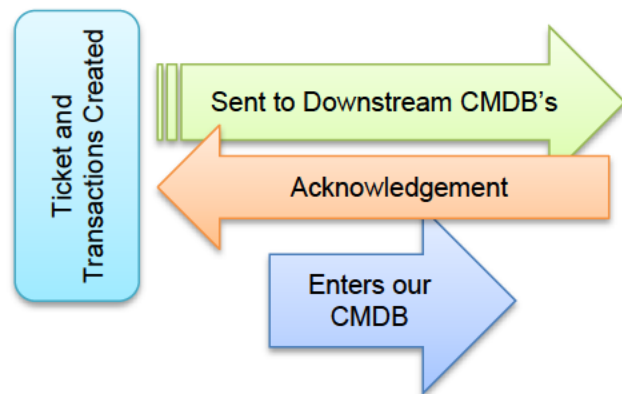 Ticket and
Transactions Created
Sent to Downstream CMDB's
Acknowledgement
Enters our
CMDB